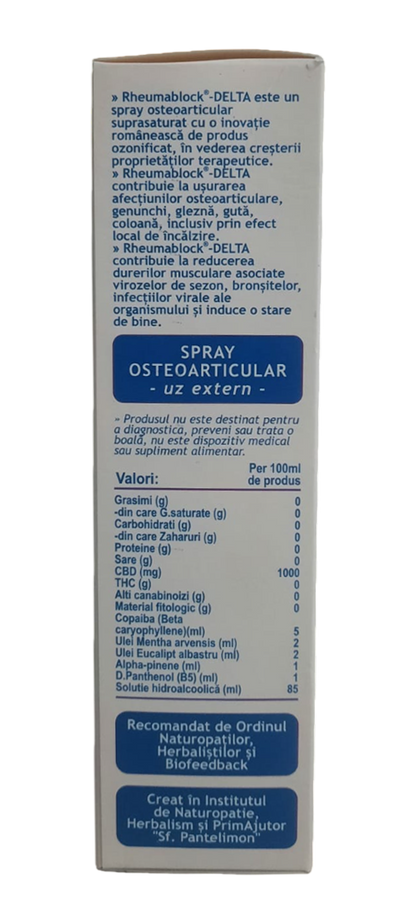 » Rheumablock®-DELTA este un
spray osteoarticular
suprasaturat cu o inovație
românească de produs
ozonificat, în vederea creșterii
proprietăților terapeutice.
» Rheumablock®-DELTA
contribuie la ușurarea
afecțiunilor osteoarticulare,
genunchi, gleznă, gută,
coloană, inclusiv prin efect
local de încălzire.
» Rheumablock®-DELTA
contribuie la reducerea
durerilor musculare asociate
virozelor de sezon, bronșitelor,
infecțiilor virale ale
organismului și induce o stare
de bine.
SPRAY
OSTEOARTICULAR
- uz extern -
» Produsul nu este destinat pentru
a diagnostica, preveni sau trata o
boală, nu este dispozitiv medical
sau supliment alimentar.
Valori: Per 100ml de produs
Grasimi (g) 0
-din care G.saturate (g) 0
Carbohidrati (g) 0
-din care Zaharuri (g) 0
Proteine (g) 0
Sare (g) 0
CBD (mg) 1000
THC (g) 0
Alti canabinoizi (g) 0
Material fitologic (g) 0
Copaiba (Beta
caryophyllene)(ml) 5
Ulei Mentha arvensis (ml) 2
Ulei Eucalipt albastru (ml) 2
Alpha-pinene (ml) 1
D.Panthenol (B5) (ml) 1
Solutie hidroalcoolică (ml) 85
Recomandat de Ordinul
Naturopaților,
Herbaliștilor și
Biofeedback
Creat în Institutul
de Naturopatie,
Herbalism și PrimAjutor
"Sf. Pantelimon"